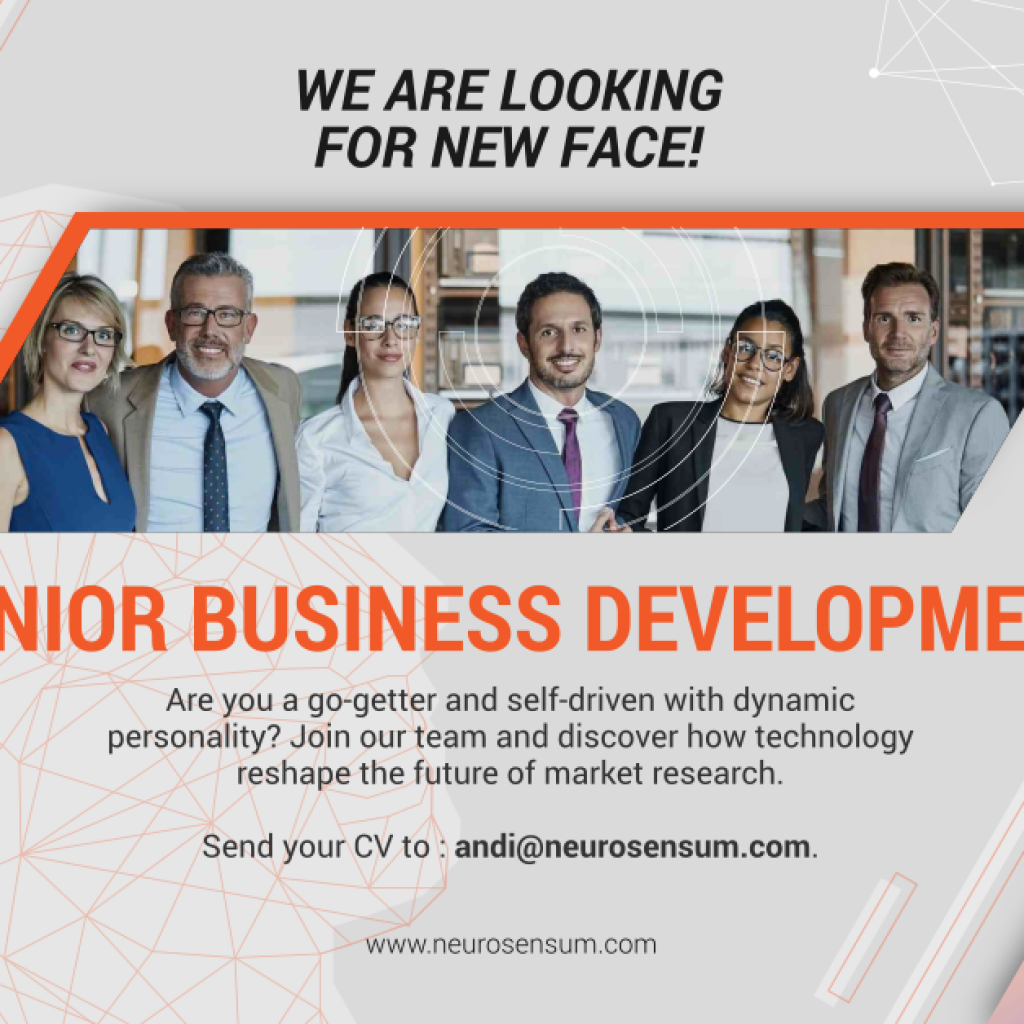 WE ARE LOOKING
FOR NEW FACE!
NIOR BUSINESS DEVELOPME
Are you a go-getter and self-driven with dynamic
personality? Join our team and discover how technology
reshape the future of market research.
Send your CV to : andi@neurosensum.com.
www.neurosensum.com